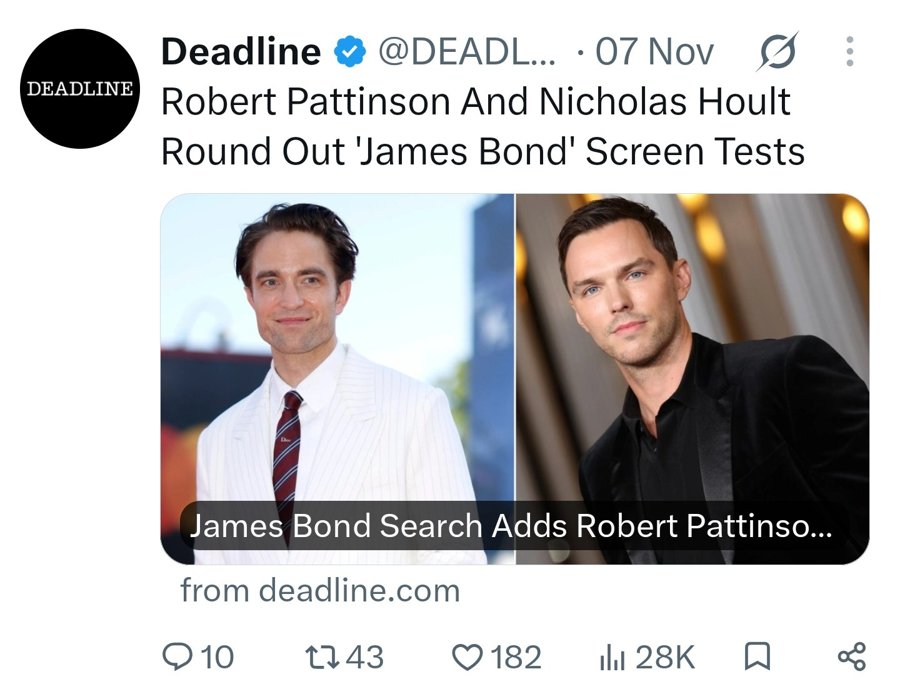 DEADLINE
Deadline @DEADL... · 07 Nov
Robert Pattinson And Nicholas Hoult
Round Out 'James Bond' Screen Tests
Dior
James Bond Search Adds Robert Pattinso...
from deadline.com
10 43 182 28K